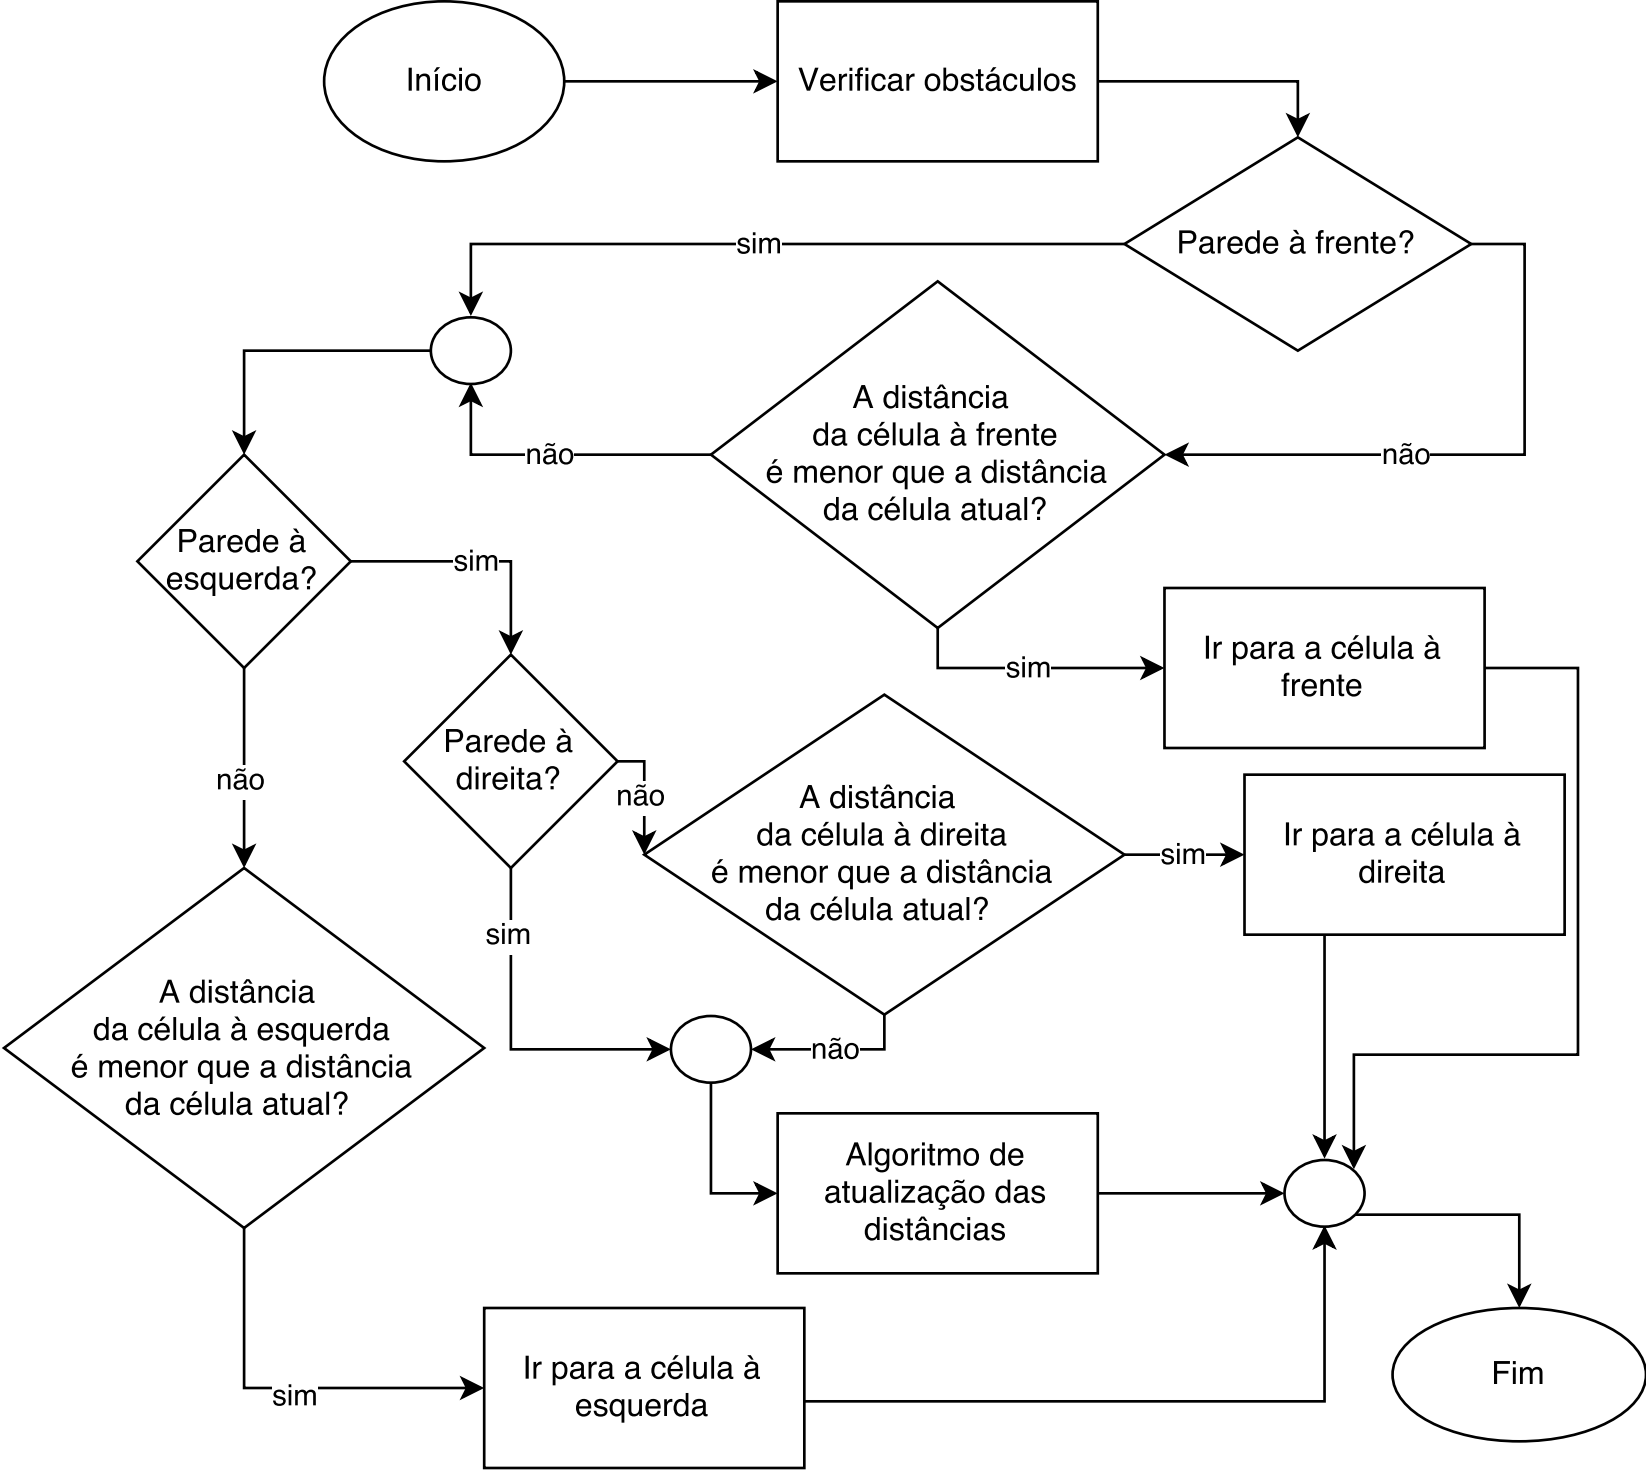 Início
Verificar obstáculos
Parede à frente?
sim
não
A distância
da célula à frente
é menor que a distância
da célula atual?
não
sim
Ir para a célula à
frente
Parede à
esquerda?
sim
não
Parede à
direita?
não
sim
A distância
da célula à direita
é menor que a distância
da célula atual?
sim
não
Ir para a célula à
direita
A distância
da célula à esquerda
é menor que a distância
da célula atual?
sim
Algoritmo de
atualização das
distâncias
Ir para a célula à
esquerda
Fim